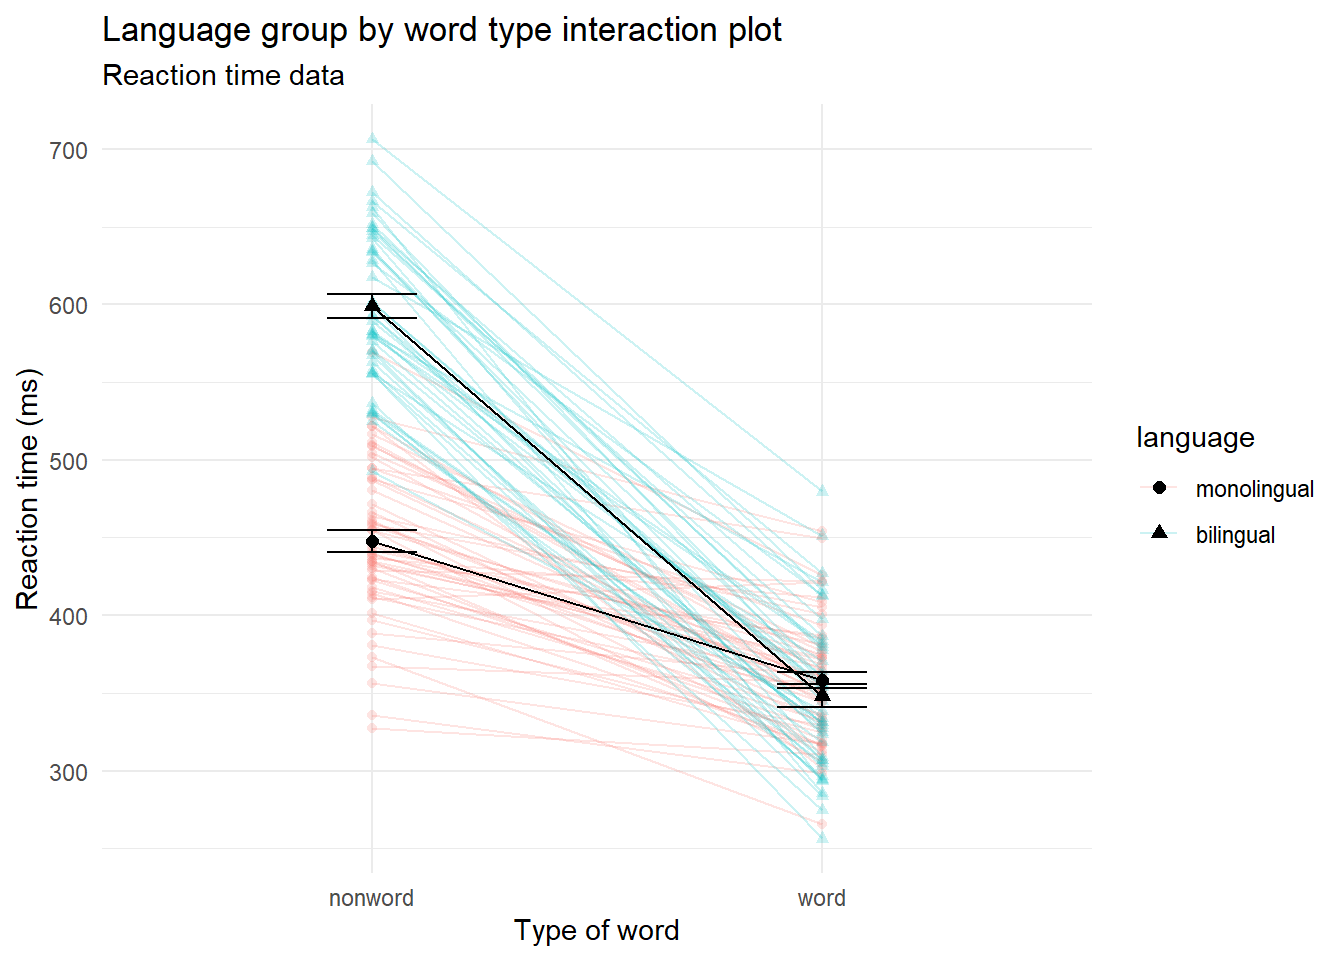 Language group by word type interaction plot
Reaction time data
700
600
500
400
300
Reaction time (ms)
nonword
word
Type of word
language
monolingual
bilingual